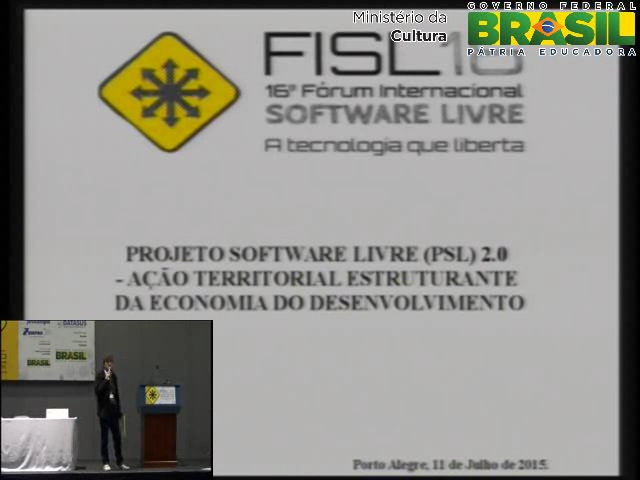 Ministério da
Cultura
GOVERNO FEDERAL
BRASIL
PÁTRIA EDUCADORA
FISL16
16º Fórum Internacional
SOFTWARE LIVRE
A tecnologia que liberta
PROJETO SOFTWARE LIVRE (PSL) 2.0
- AÇÃO TERRITORIAL ESTRUTURANTE
DA ECONOMIA DO DESENVOLVIMENTO
DATASUS
BRASIL
BRASIL
Porto Alegre, 11 de Julho de 2015.